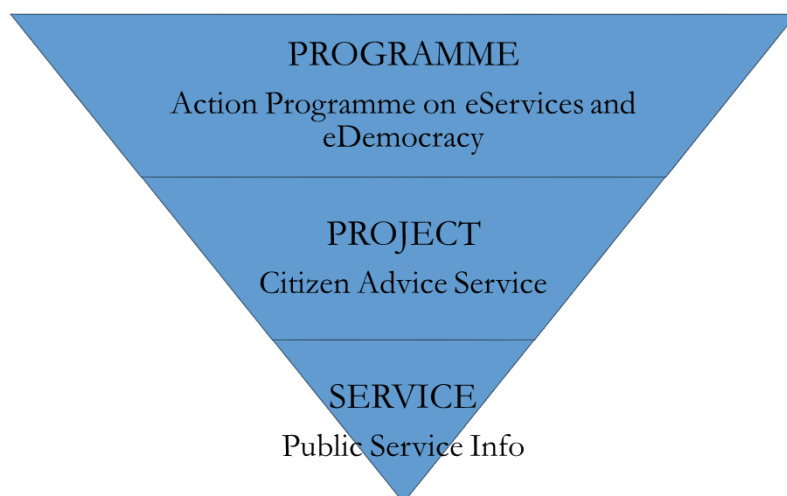 PROGRAMME
Action Programme on eServices and
eDemocracy
PROJECT
Citizen Advice Service
SERVICE
Public Service Info